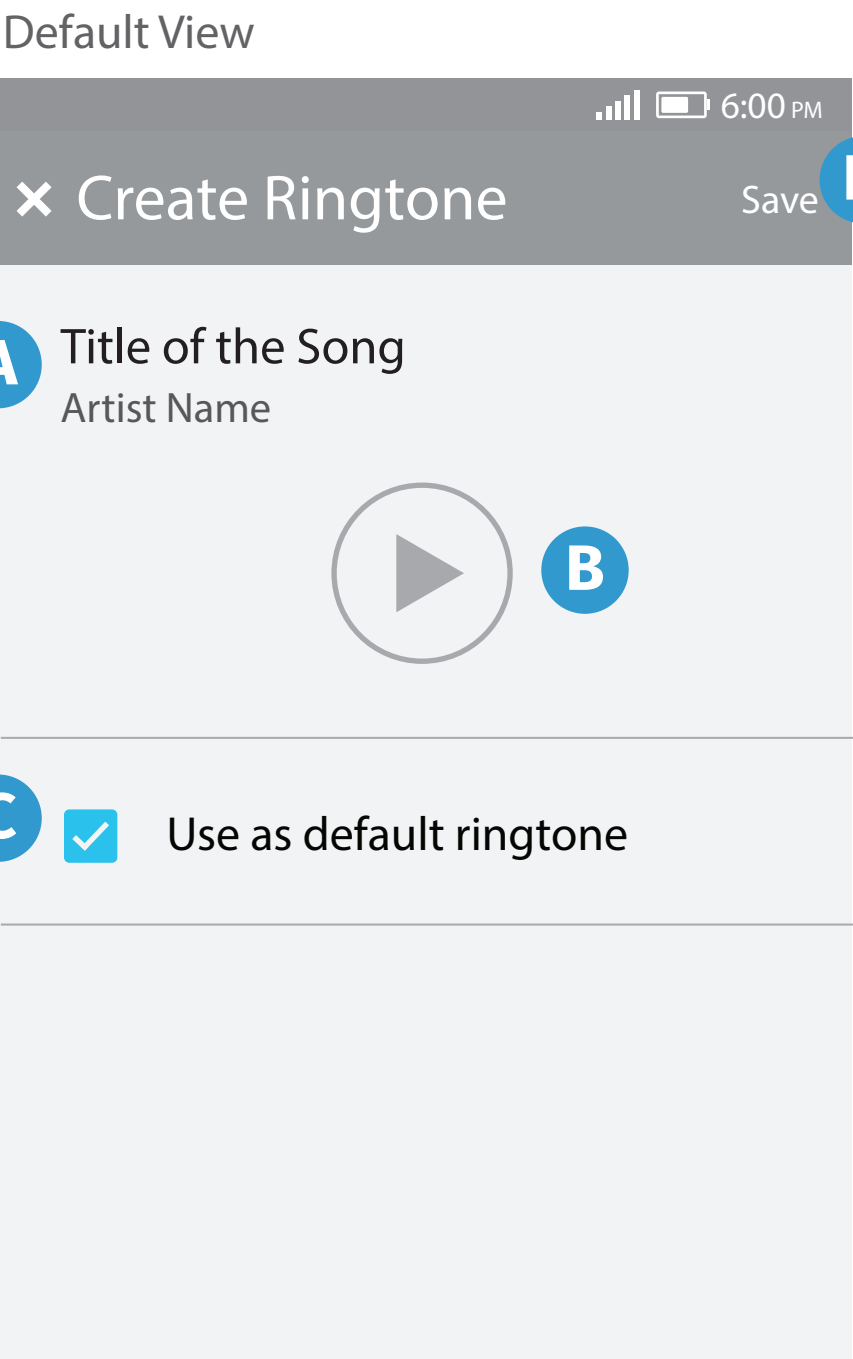 Default View
6:00 PM
Create Ringtone
Save
A
Title of the Song
Artist Name
B
C
Use as default ringtone